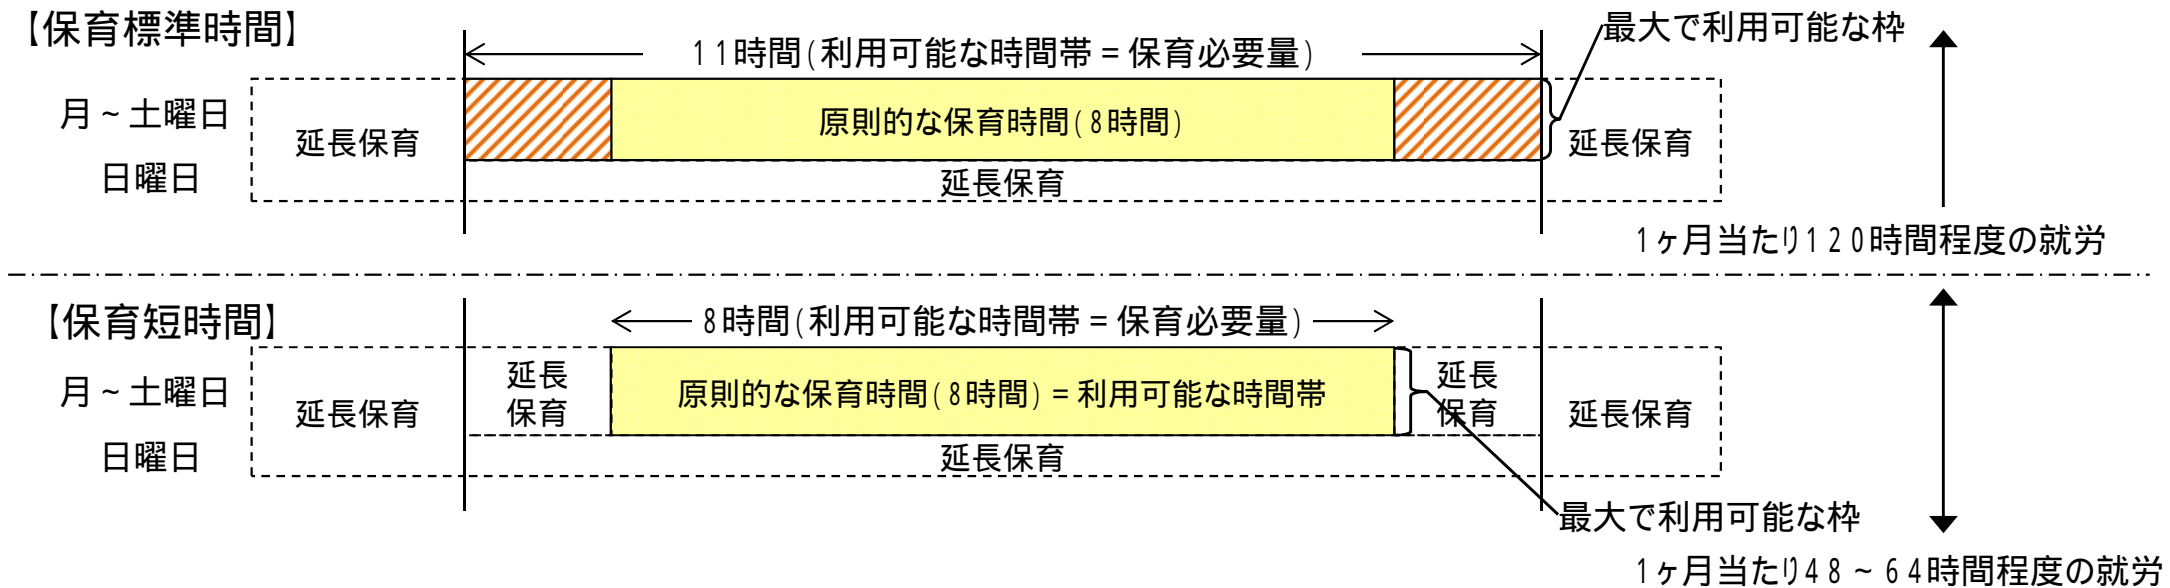 【保育標準時間】
最大で利用可能な枠
11時間(利用可能な時間帯=保育必要量)
月~土曜日
延長保育
原則的な保育時間(8時間)
延長保育
日曜日
延長保育
1ヶ月当たり120時間程度の就労
【保育短時間】
8時間(利用可能な時間帯=保育必要量)
月~土曜日
延長保育
延長
保育
原則的な保育時間(8時間)=利用可能な時間帯
延長
保育
延長保育
日曜日
延長保育
最大で利用可能な枠
1ヶ月当たり48~64時間程度の就労